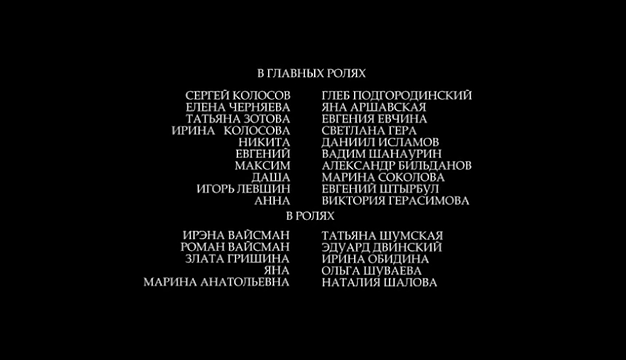 В ГЛАВНЫХ РОЛЯХ
СЕРГЕЙ КОЛОСОВ ГЛЕБ ПОДГОРОДИНСКИЙ
ЕЛЕНА ЧЕРНЯЕВА ЯНА АРШАВСКАЯ
ТАТЬЯНА ЗОТОВА ЕВГЕНИЯ ЕВЧИНА
ИРИНА КОЛОСОВА СВЕТЛАНА ГЕРА
НИКИТА ДАНИИЛ ИСЛАМОВ
ЕВГЕНИЙ ВАДИМ ШАНАУРИН
МАКСИМ АЛЕКСАНДР БИЛЬДАНОВ
ДАША МАРИНА СОКОЛОВА
ИГОРЬ ЛЕВШИН ЕВГЕНИЙ ШТЫРБУЛ
АННА ВИКТОРИЯ ГЕРАСИМОВА
В РОЛЯХ
ИРЭНА ВАЙСМАН ТАТЬЯНА ШУМСКАЯ
РОМАН ВАЙСМАН ЭДУАРД ДВИНСКИЙ
ЗЛАТА ГРИШИНА ИРИНА ОБИДИНА
ЯНА ОЛЬГА ШУВАЕВА
МАРИНА АНАТОЛЬЕВНА НАТАЛИЯ ШАЛОВА